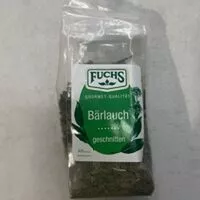 FUCHS
GOURMET-QUALITÄT
Bärlauch
geschnitten